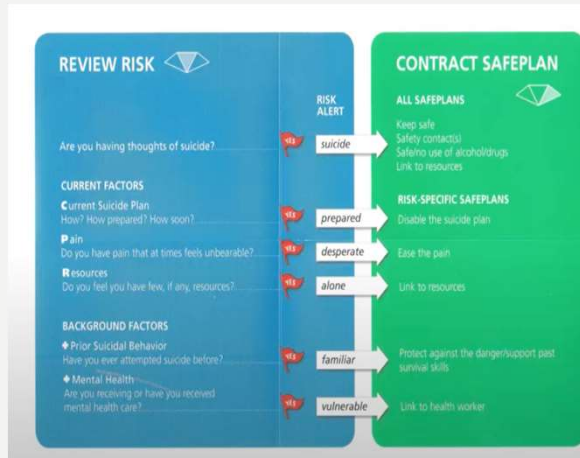 REVIEW RISK
CONTRACT SAFEPLAN
RISK
ALERT
ALL SAFEPLANS
Are you having thoughts of suicide?
suicide
Keep safe
Safety contact(s)
Safe/no use of alcohol/drugs
Link to resources
CURRENT FACTORS
RISK-SPECIFIC SAFEPLANS
Current Suicide Plan
How? How prepared? How soon?
prepared
Disable the suicide plan
Pain
Do you have pain that at times feels unbearable?
desperate
Ease the pain
Resources
Do you feel you have few, if any, resources?
alone
Link to resources
BACKGROUND FACTORS
Prior Suicidal Behavior
Have you ever attempted suicide before?
familiar
Protect against the danger/support past
survival skills
Mental Health
Are you receiving or have you received
mental health care?
vulnerable
Link to health worker